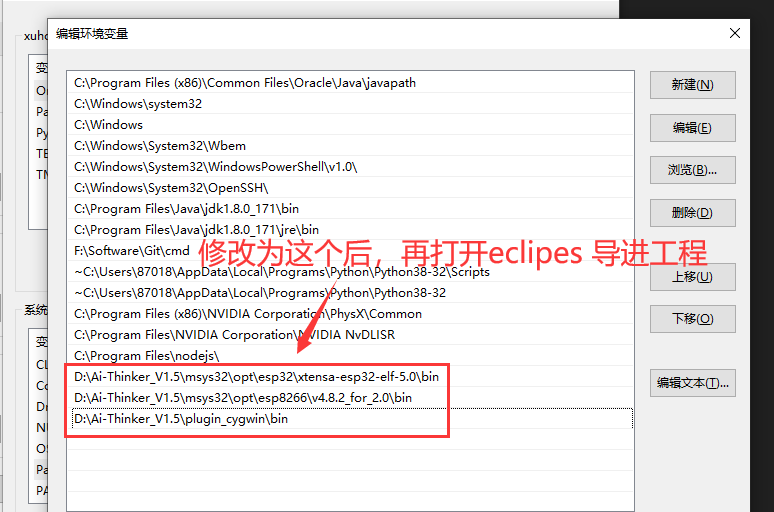 xuho
编辑环境变量
变
Or
Pa
Py
TE
TM
系统
变
CL
Co
Dr
NU
OS
Pa
PA
C:\Program Files (x86)\Common Files\Oracle\Java\javapath
C:\Windows\system32
C:\Windows
C:\Windows\System32\Wbem
C:\Windows\System32\WindowsPowerShell\v1.0\
C:\Windows\System32\OpenSSH\
C:\Program Files\Java\jdk1.8.0_171\bin
C:\Program Files\Java\jdk1.8.0_171\jre\bin
F:\Software\Git\cmd
修改为这个后，再打开eclipes 导进工程
~C:\Users\87018\AppData\Local\Programs\Python\Python38-32\Scripts
~C:\Users\87018\AppData\Local\Programs\Python\Python38-32
C:\Program Files (x86)\NVIDIA Corporation\PhysX\Common
C:\Program Files\NVIDIA Corporation\NVIDIA NvDLISR
C:\Program Files\nodejs\
D:\Ai-Thinker_V1.5\msys32\opt\esp32\xtensa-esp32-elf-5.0\bin
D:\Ai-Thinker_V1.5\msys32\opt\esp8266\v4.8.2_for_2.0\bin
D:\Ai-Thinker_V1.5\plugin_cygwin\bin
新建(N)
编辑(E)
浏览(B)...
删除(D)
上移(U)
下移(O)
编辑文本(T)...